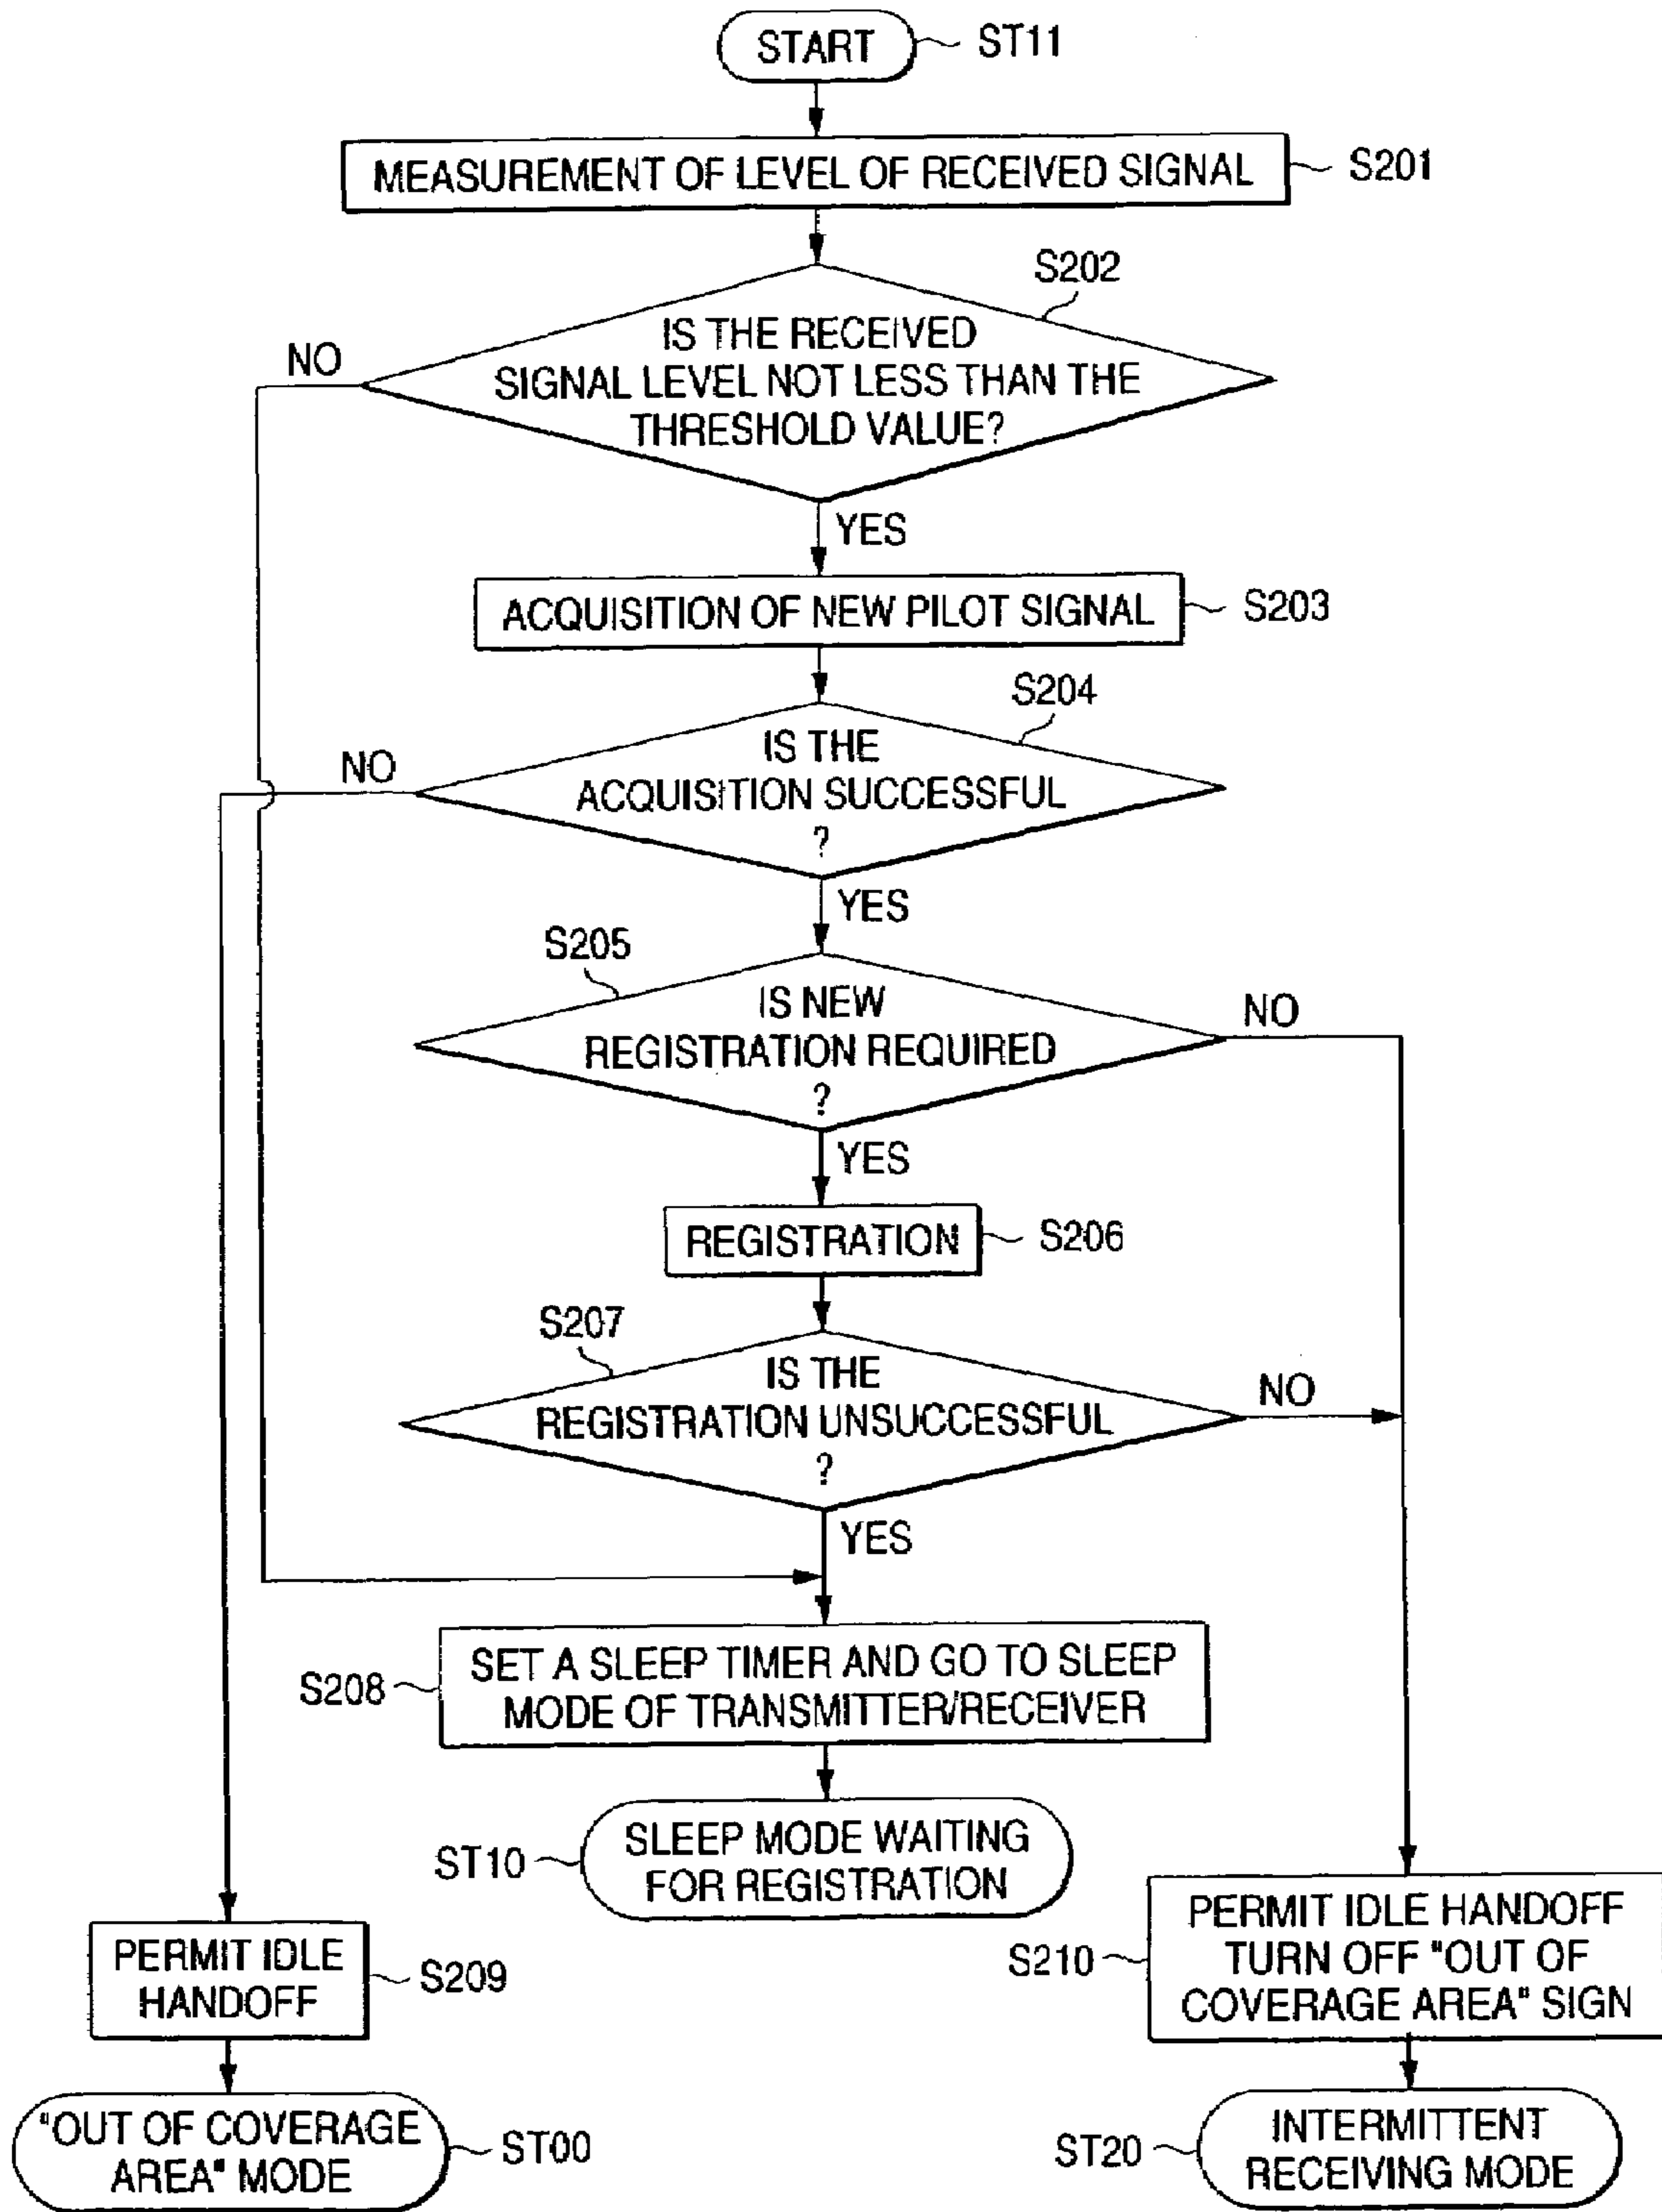 START
ST11
MEASUREMENT OF LEVEL OF RECEIVED SIGNAL
S201
S202
IS THE RECEIVED
SIGNAL LEVEL NOT LESS THAN THE
THRESHOLD VALUE?
NO
YES
ACQUISITION OF NEW PILOT SIGNAL
S203
S204
IS THE
ACQUISITION SUCCESSFUL
?
NO
YES
S205
IS NEW
REGISTRATION REQUIRED
?
NO
YES
REGISTRATION
S206
S207
IS THE
REGISTRATION UNSUCCESSFUL
?
NO
YES
S208
SET A SLEEP TIMER AND GO TO SLEEP
MODE OF TRANSMITTER/RECEIVER
ST10
SLEEP MODE WAITING
FOR REGISTRATION
PERMIT IDLE
HANDOFF
S209
S210
PERMIT IDLE HANDOFF
TURN OFF "OUT OF
COVERAGE AREA" SIGN
"OUT OF COVERAGE
AREA" MODE
ST00
ST20
INTERMITTENT
RECEIVING MODE